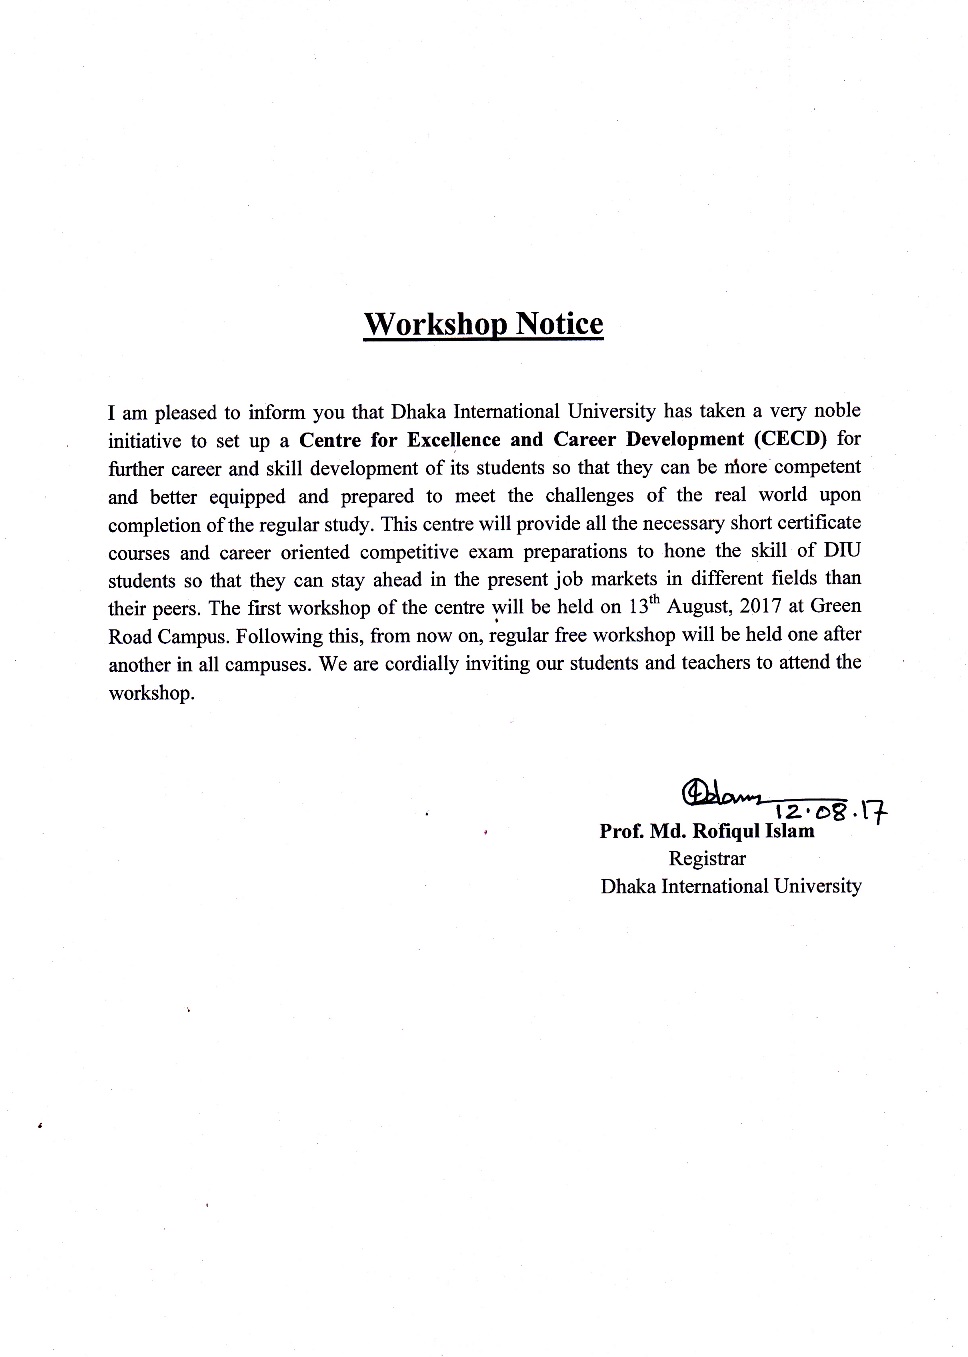 Workshop Notice
I am pleased to inform you that Dhaka International University has taken a very noble
initiative to set up a Centre for Excellence and Career Development (CECD) for
further career and skill development of its students so that they can be more competent
and better equipped and prepared to meet the challenges of the real world upon
completion of the regular study. This centre will provide all the necessary short certificate
courses and career oriented competitive exam preparations to hone the skill of DIU
students so that they can stay ahead in the present job markets in different fields than
their peers. The first workshop of the centre will be held on 13th August, 2017 at Green
Road Campus. Following this, from now on, regular free workshop will be held one after
another in all campuses. We are cordially inviting our students and teachers to attend the
workshop.
12.08.17
Prof. Md. Rofiqul Islam
Registrar
Dhaka International University